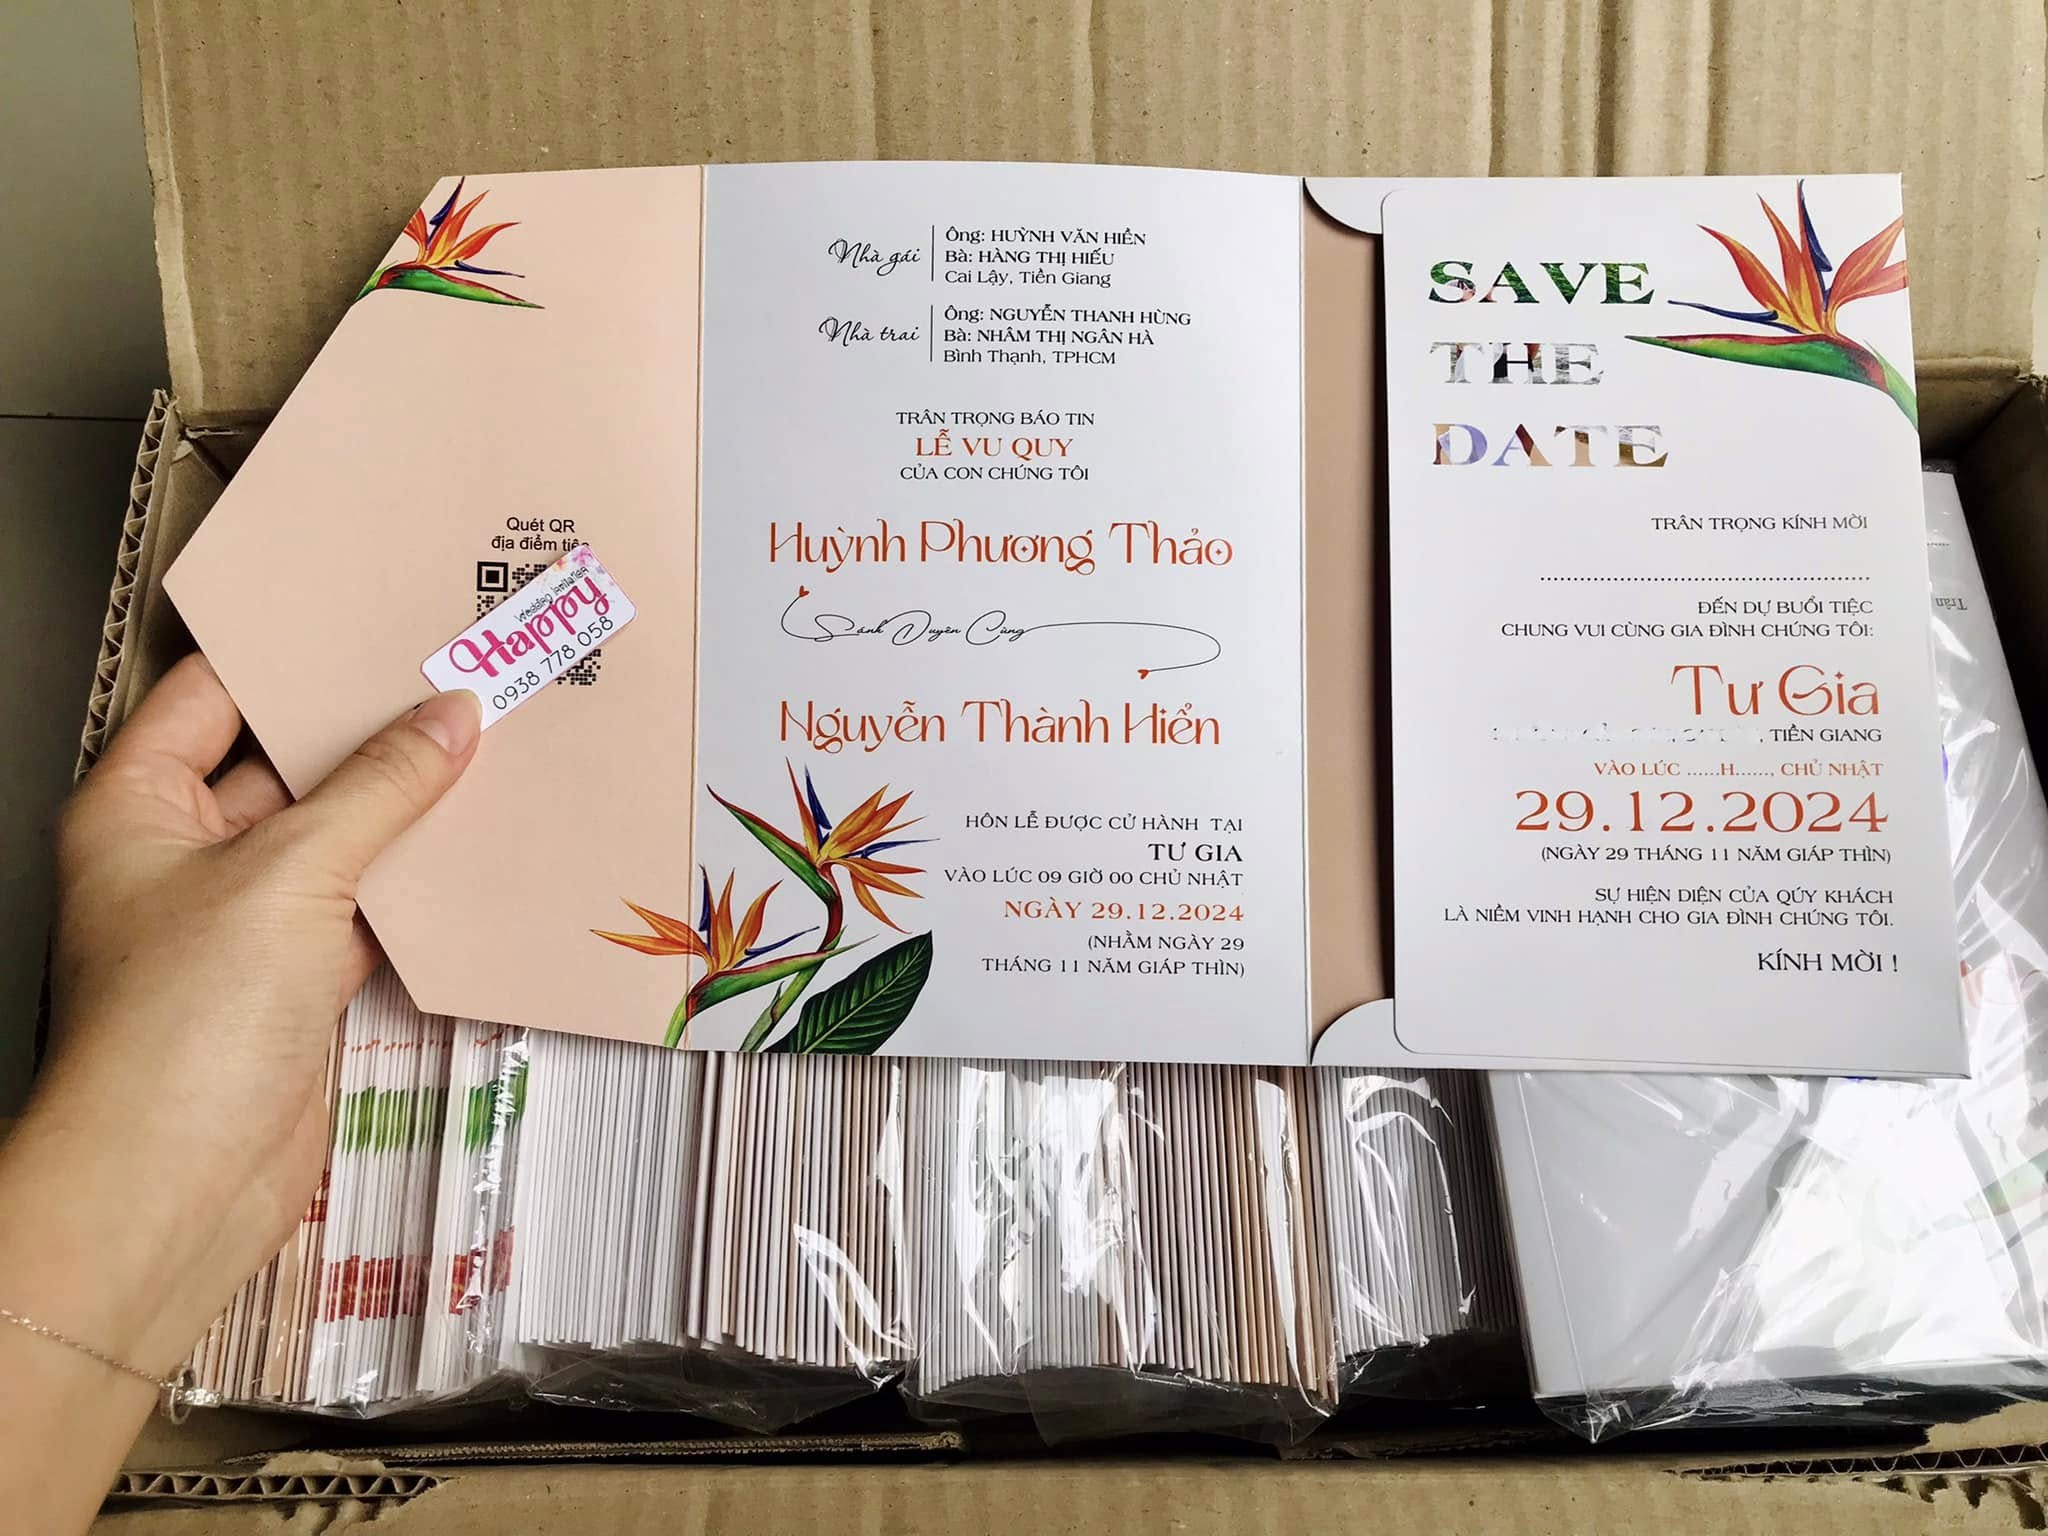 Quét QR
địa điểm tiệc
Wedding Invitation
Happy
0938 778 058
Nhà gái
Ông: HUỲNH VĂN HIỀN
Bà: HÀNG THỊ HIẾU
Cai Lậy, Tiền Giang
Nhà trai
Ông: NGUYỄN THANH HÙNG
Bà: NHÂM THỊ NGÂN HÀ
Bình Thạnh, TPHCM
TRÂN TRỌNG BÁO TIN
LỄ VU QUY
CỦA CON CHÚNG TÔI
Huỳnh Phương Thảo
Sánh Duyên Cùng
Nguyễn Thành Hiển
HÔN LỄ ĐƯỢC CỬ HÀNH TẠI
TƯ GIA
VÀO LÚC 09 GIỜ 00 CHỦ NHẬT
NGÀY 29.12.2024
(NHẰM NGÀY 29
THÁNG 11 NĂM GIÁP THÌN)
SAVE
THE
DATE
TRÂN TRỌNG KÍNH MỜI
..................................................
ĐẾN DỰ BUỔI TIỆC
CHUNG VUI CÙNG GIA ĐÌNH CHÚNG TÔI:
Tư Gia
, TIỀN GIANG
VÀO LÚC ......H......, CHỦ NHẬT
29.12.2024
(NGÀY 29 THÁNG 11 NĂM GIÁP THÌN)
SỰ HIỆN DIỆN CỦA QÚY KHÁCH
LÀ NIỀM VINH HẠNH CHO GIA ĐÌNH CHÚNG TÔI.
KÍNH MỜI !
Trân